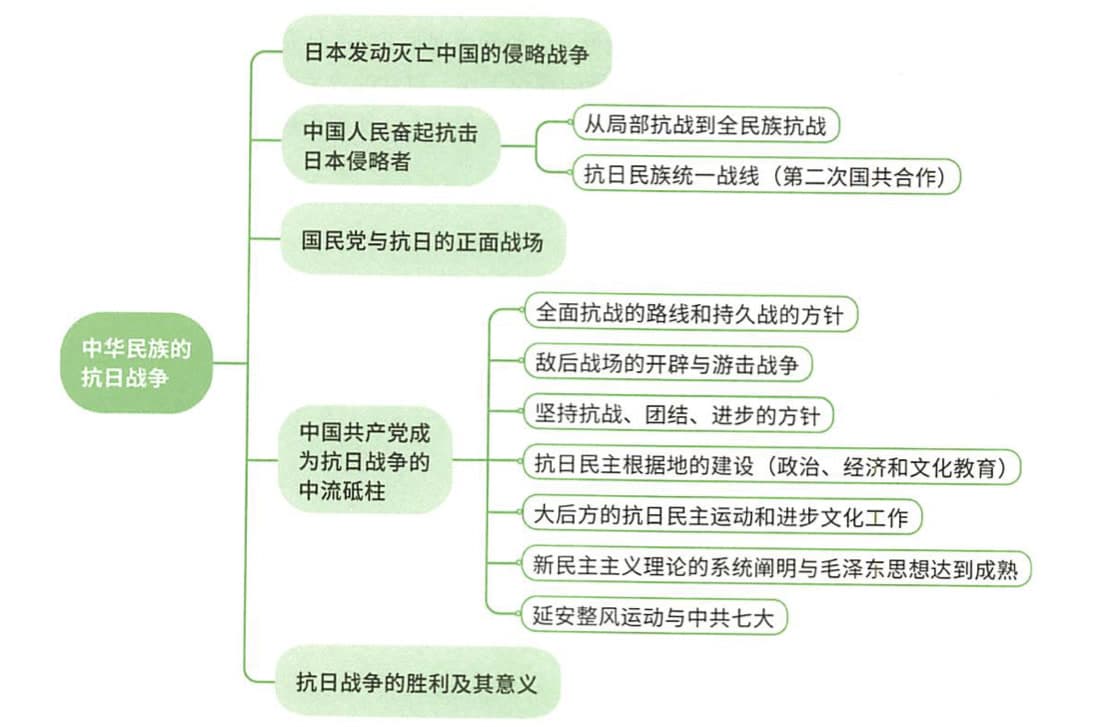 日本发动灭亡中国的侵略战争
中国人民奋起抗击
日本侵略者
从局部抗战到全民族抗战
抗日民族统一战线（第二次国共合作）
国民党与抗日的正面战场
中华民族的
抗日战争
中国共产党成
为抗日战争的
中流砥柱
全面抗战的路线和持久战的方针
敌后战场的开辟与游击战争
坚持抗战、团结、进步的方针
抗日民主根据地的建设（政治、经济和文化教育）
大后方的抗日民主运动和进步文化工作
新民主主义理论的系统阐明与毛泽东思想达到成熟
延安整风运动与中共七大
抗日战争的胜利及其意义